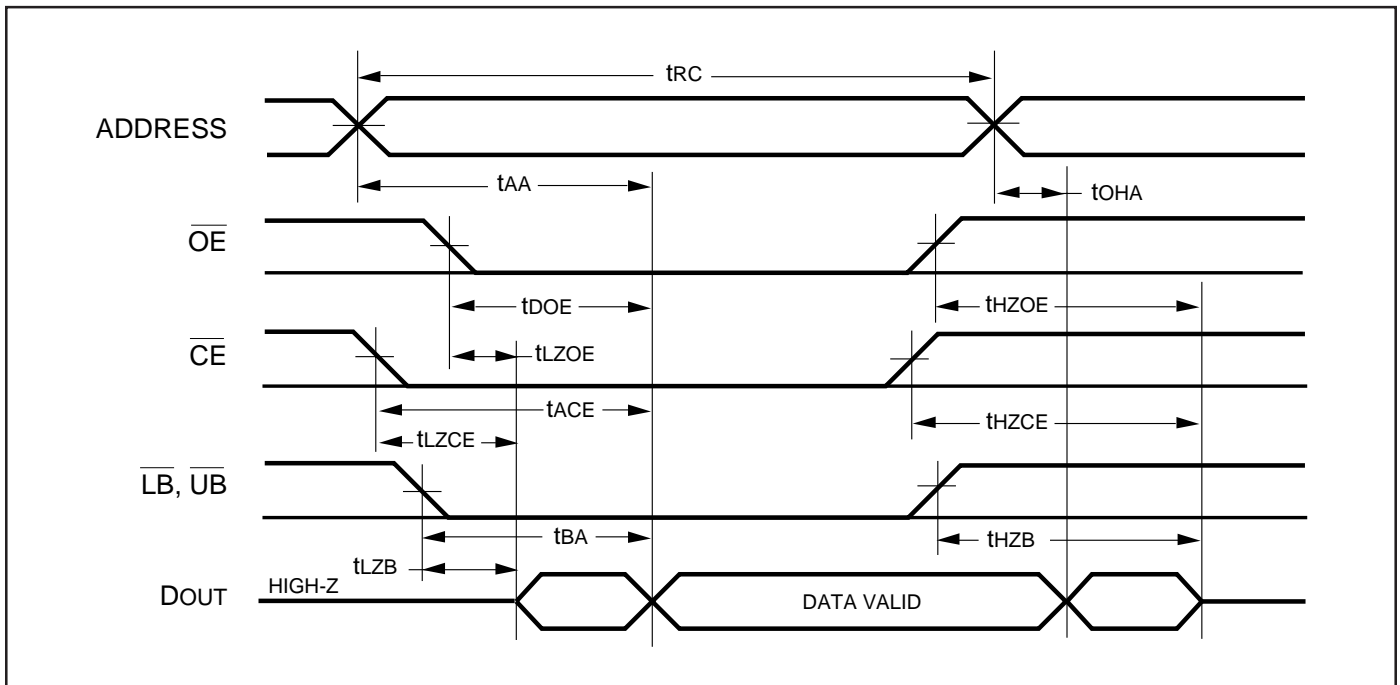 tRC
ADDRESS
tAA
tOHA
OE
tDOE
tHZOE
CE
tLZOE
tACE
tHZCE
tLZCE
LB, UB
tBA
tHZB
tLZB
DOUT
HIGH-Z
DATA VALID